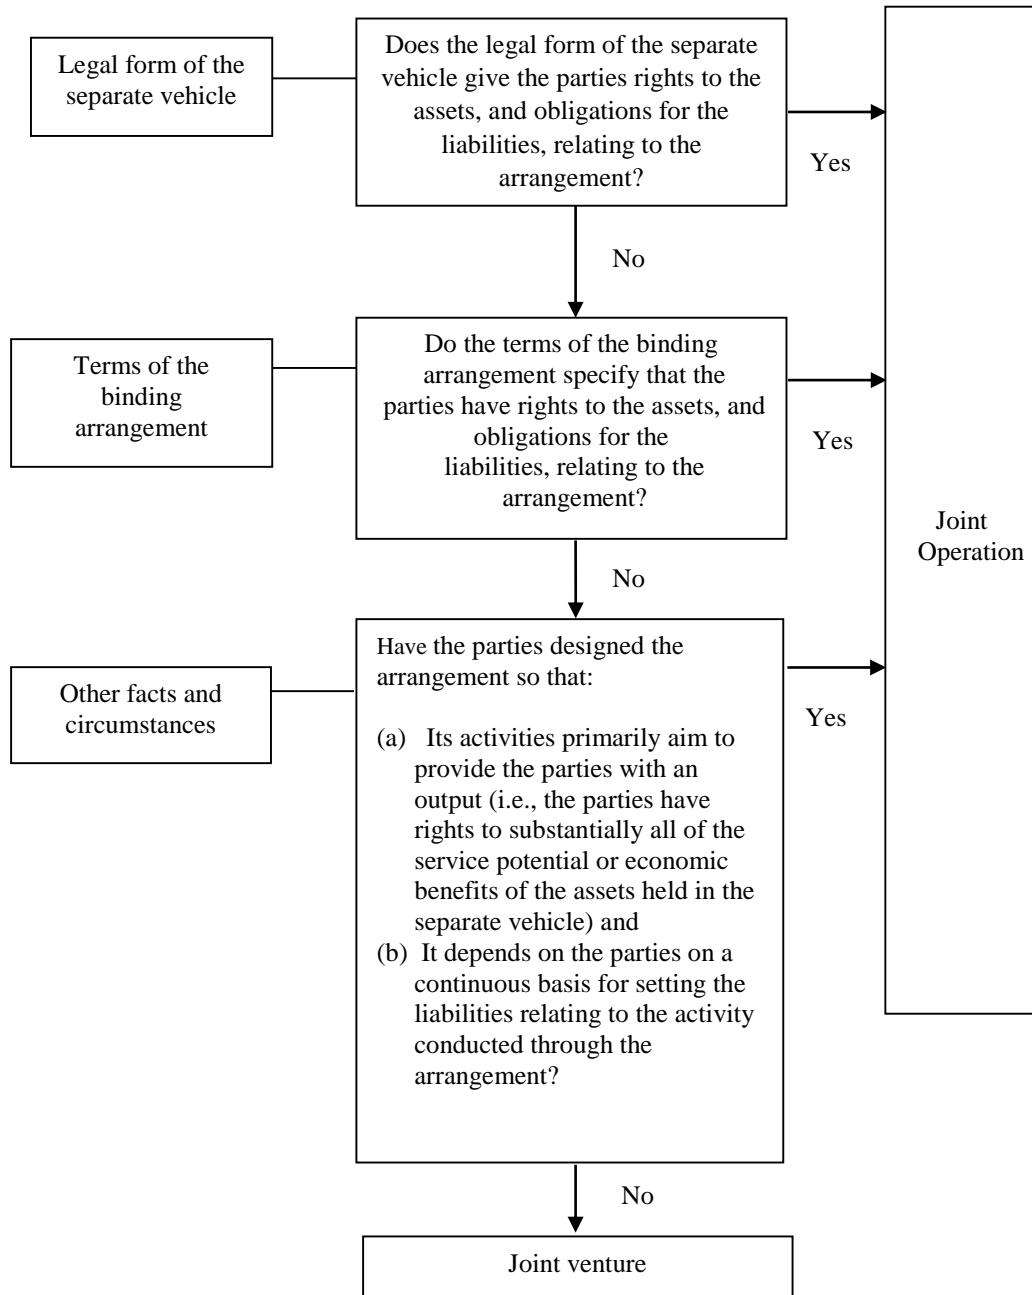 Legal form of the
separate vehicle
Does the legal form of the separate
vehicle give the parties rights to the
assets, and obligations for the
liabilities, relating to the
arrangement?
Yes
No
Terms of the
binding
arrangement
Do the terms of the binding
arrangement specify that the
parties have rights to the assets, and
obligations for the
liabilities, relating to the
arrangement?
Yes
Joint
Operation
No
Other facts and
circumstances
Have the parties designed the
arrangement so that:
(a) Its activities primarily aim to
provide the parties with an
output (i.e., the parties have
rights to substantially all of the
service potential or economic
benefits of the assets held in the
separate vehicle) and
(b) It depends on the parties on a
continuous basis for setting the
liabilities relating to the activity
conducted through the
arrangement?
Yes
No
Joint venture